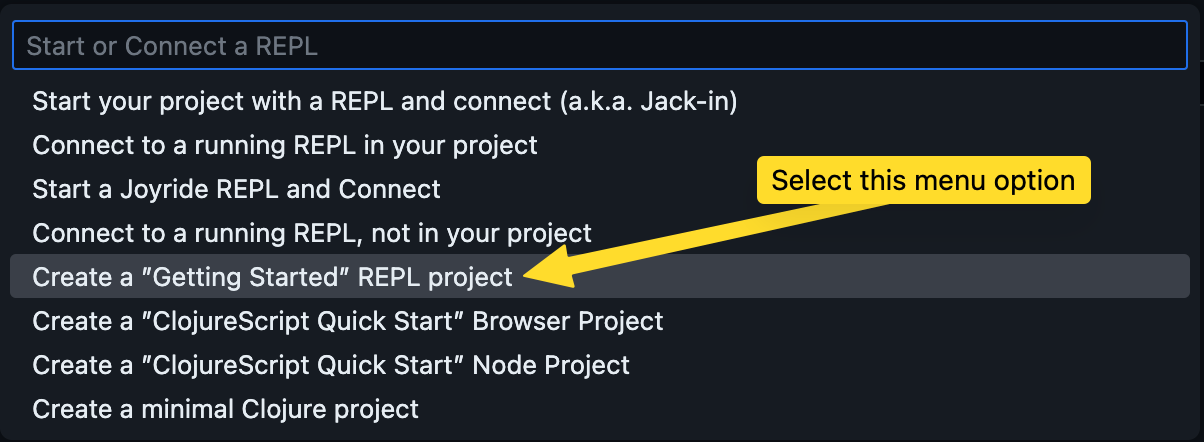 Start or Connect a REPL
Start your project with a REPL and connect (a.k.a. Jack-in)
Connect to a running REPL in your project
Select this menu option
Start a Joyride REPL and Connect
Connect to a running REPL, not in your project
Create a ”Getting Started” REPL project
Create a ”ClojureScript Quick Start” Browser Project
Create a ”ClojureScript Quick Start” Node Project
Create a minimal Clojure project